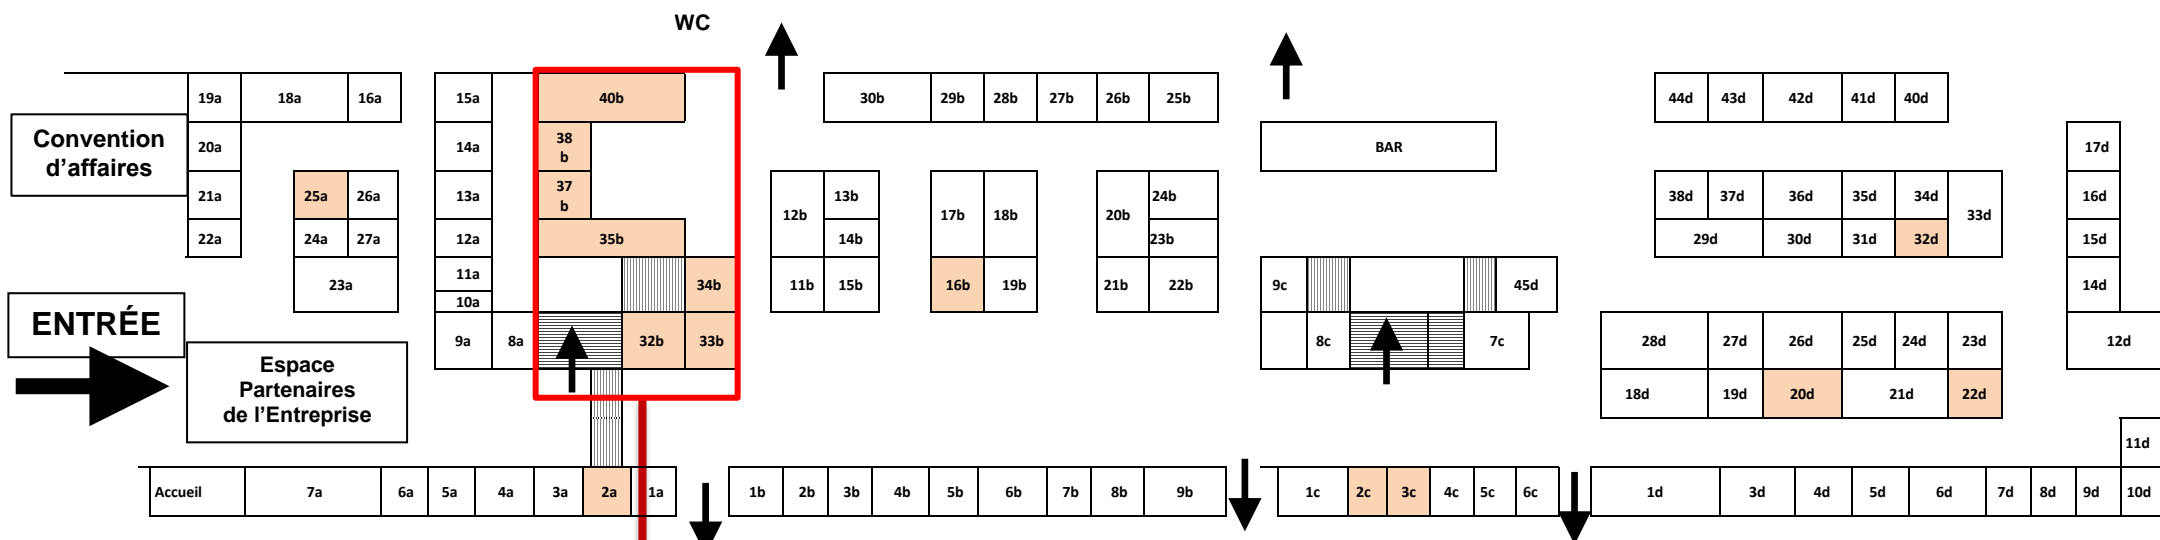 WC
19a 18a 16a 15a 40b 30b 29b 28b 27b 26b 25b 44d 43d 42d 41d 40d
Convention
d’affaires
20a 14a 38
b BAR 17d
21a 25a 26a 13a 37
b 12b 13b 17b 18b 20b 24b 38d 37d 36d 35d 34d 33d 16d
22a 24a 27a 12a 35b 14b 23b 29d 30d 31d 32d 15d
23a 11a 34b 11b 15b 16b 19b 21b 22b 9c 45d 14d
10a
ENTRÉE
9a 8a 32b 33b 8c 7c 28d 27d 26d 25d 24d 23d 12d
Espace
Partenaires
de l’Entreprise
18d 19d 20d 21d 22d
11d
Accueil 7a 6a 5a 4a 3a 2a 1a 1b 2b 3b 4b 5b 6b 7b 8b 9b 1c 2c 3c 4c 5c 6c 1d 3d 4d 5d 6d 7d 8d 9d 10d